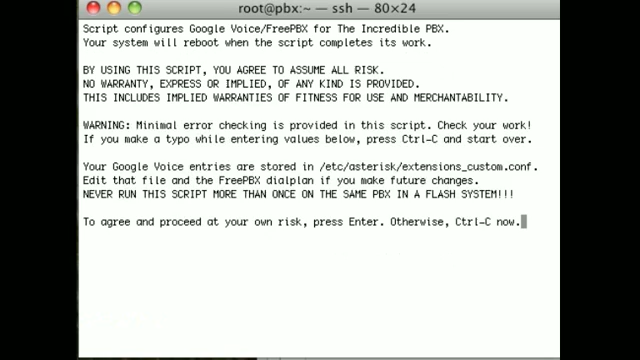 root@pbx:~ — ssh — 80×24
Script configures Google Voice/FreePBX for The Incredible PBX.
Your system will reboot when the script completes its work.
BY USING THIS SCRIPT, YOU AGREE TO ASSUME ALL RISK.
NO WARRANTY, EXPRESS OR IMPLIED, OF ANY KIND IS PROVIDED.
THIS INCLUDES IMPLIED WARRANTIES OF FITNESS FOR USE AND MERCHANTABILITY.
WARNING: Minimal error checking is provided in this script. Check your work!
If you make a typo while entering values below, press Ctrl-C and start over.
Your Google Voice entries are stored in /etc/asterisk/extensions_custom.conf.
Edit that file and the FreePBX dialplan if you make future changes.
NEVER RUN THIS SCRIPT MORE THAN ONCE ON THE SAME PBX IN A FLASH SYSTEM!!!
To agree and proceed at your own risk, press Enter. Otherwise, Ctrl-C now.